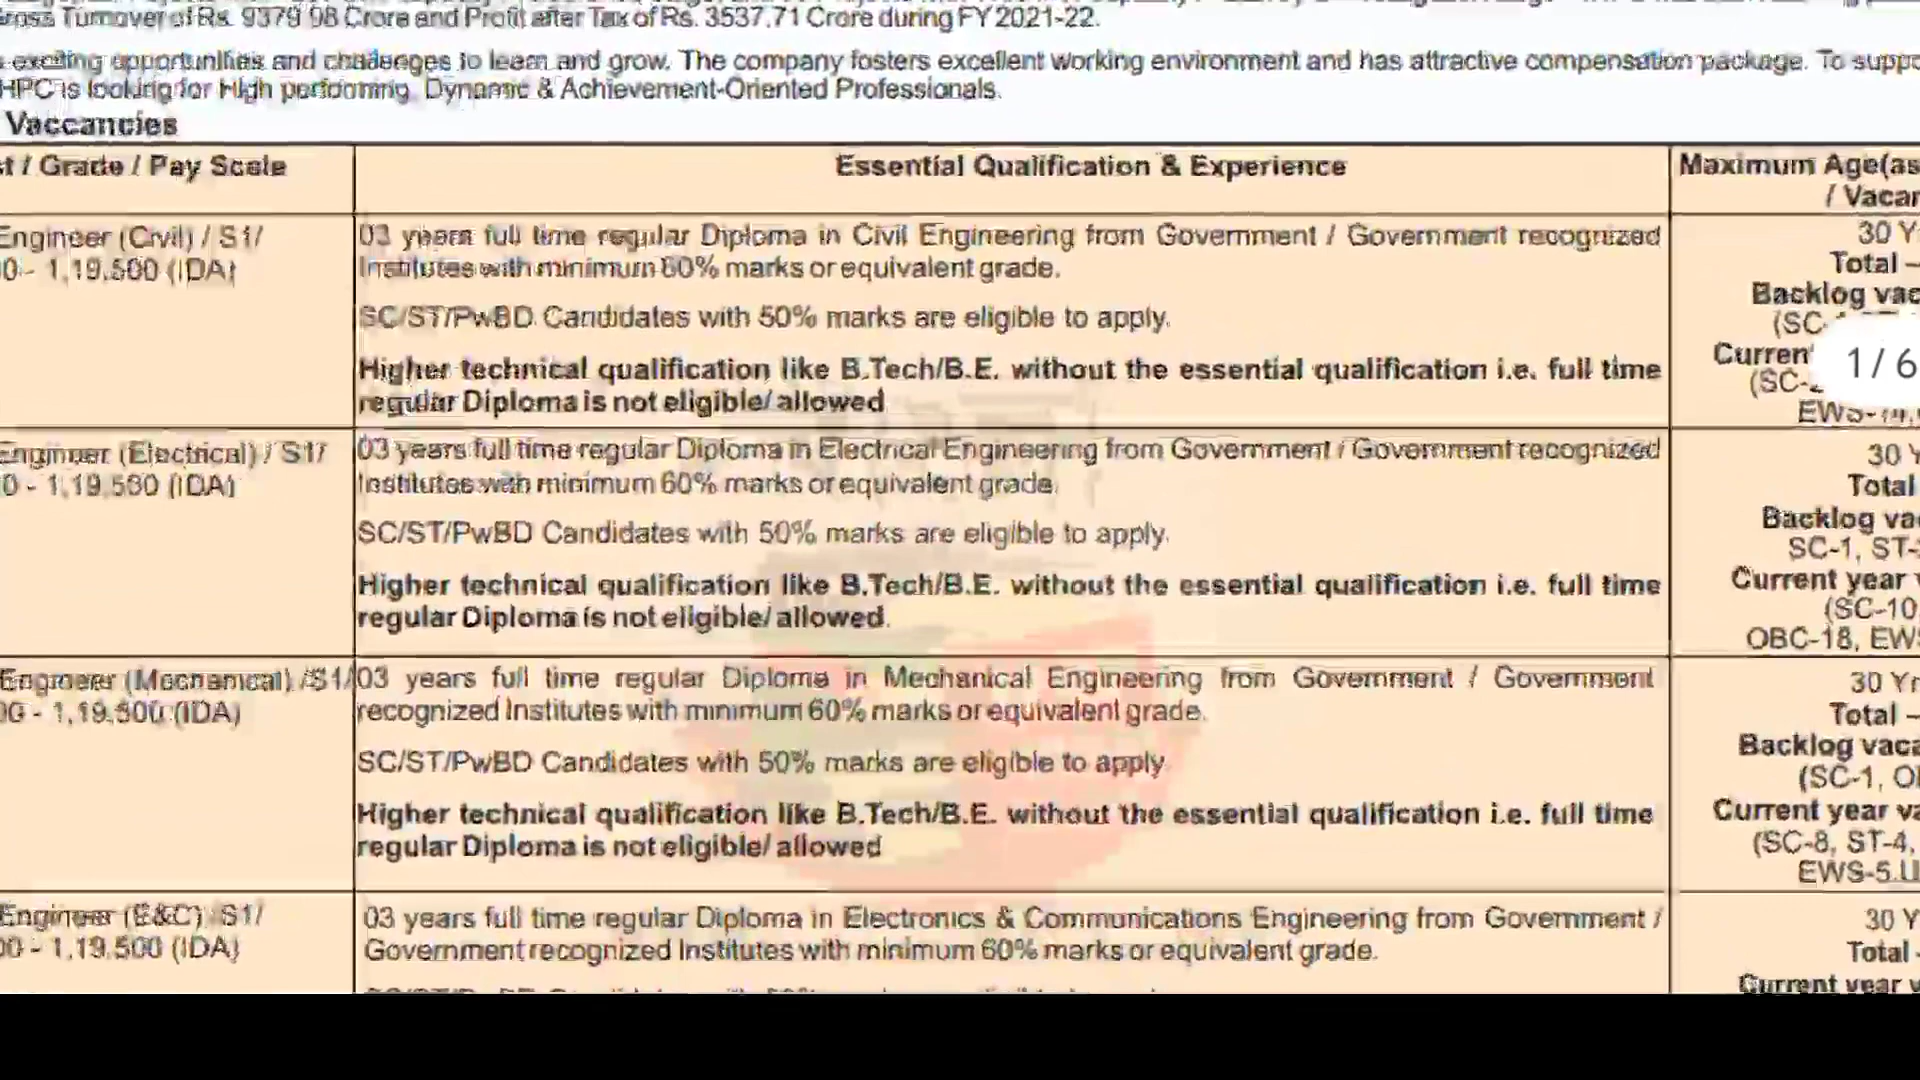 Gross Turnover of Rs. 9379.98 Crore and Profit after Tax of Rs. 3537.71 Crore during FY 2021-22.
exciting opportunities and challenges to learn and grow. The company fosters excellent working environment and has attractive compensation package. To suppo
HPC is looking for High performing, Dynamic & Achievement-Oriented Professionals.
Vaccancies
st / Grade / Pay Scale
Essential Qualification & Experience
Maximum Age(as
/ Vacan
Engineer (Civil) / S1/
0 - 1,19,500 (IDA)
03 years full time regular Diploma in Civil Engineering from Government / Government recognized
Institutes with minimum 60% marks or equivalent grade.
SC/ST/PwBD Candidates with 50% marks are eligible to apply.
Higher technical qualification like B.Tech/B.E. without the essential qualification i.e. full time
regular Diploma is not eligible/ allowed
30 Y
Total –
Backlog vac
(SC-
Curren
(SC-
EWS-
1 / 6
Engineer (Electrical) / S1/
0 - 1,19,500 (IDA)
03 years full time regular Diploma in Electrical Engineering from Government / Government recognized
Institutes with minimum 60% marks or equivalent grade.
SC/ST/PwBD Candidates with 50% marks are eligible to apply.
Higher technical qualification like B.Tech/B.E. without the essential qualification i.e. full time
regular Diploma is not eligible/ allowed.
30 Y
Total
Backlog va
SC-1, ST-
Current year
(SC-10
OBC-18, EWS
Engineer (Mechanical) /S1/
00 - 1,19,500 (IDA)
03 years full time regular Diploma in Mechanical Engineering from Government / Government
recognized Institutes with minimum 60% marks or equivalent grade.
SC/ST/PwBD Candidates with 50% marks are eligible to apply
Higher technical qualification like B.Tech/B.E. without the essential qualification i.e. full time
regular Diploma is not eligible/ allowed
30 Yr
Total –
Backlog vaca
(SC-1, O
Current year va
(SC-8, ST-4,
EWS-5,U
Engineer (E&C) /S1/
00 - 1,19,500 (IDA)
03 years full time regular Diploma in Electronics & Communications Engineering from Government /
Government recognized Institutes with minimum 60% marks or equivalent grade.
30 Y
Total
Current year v